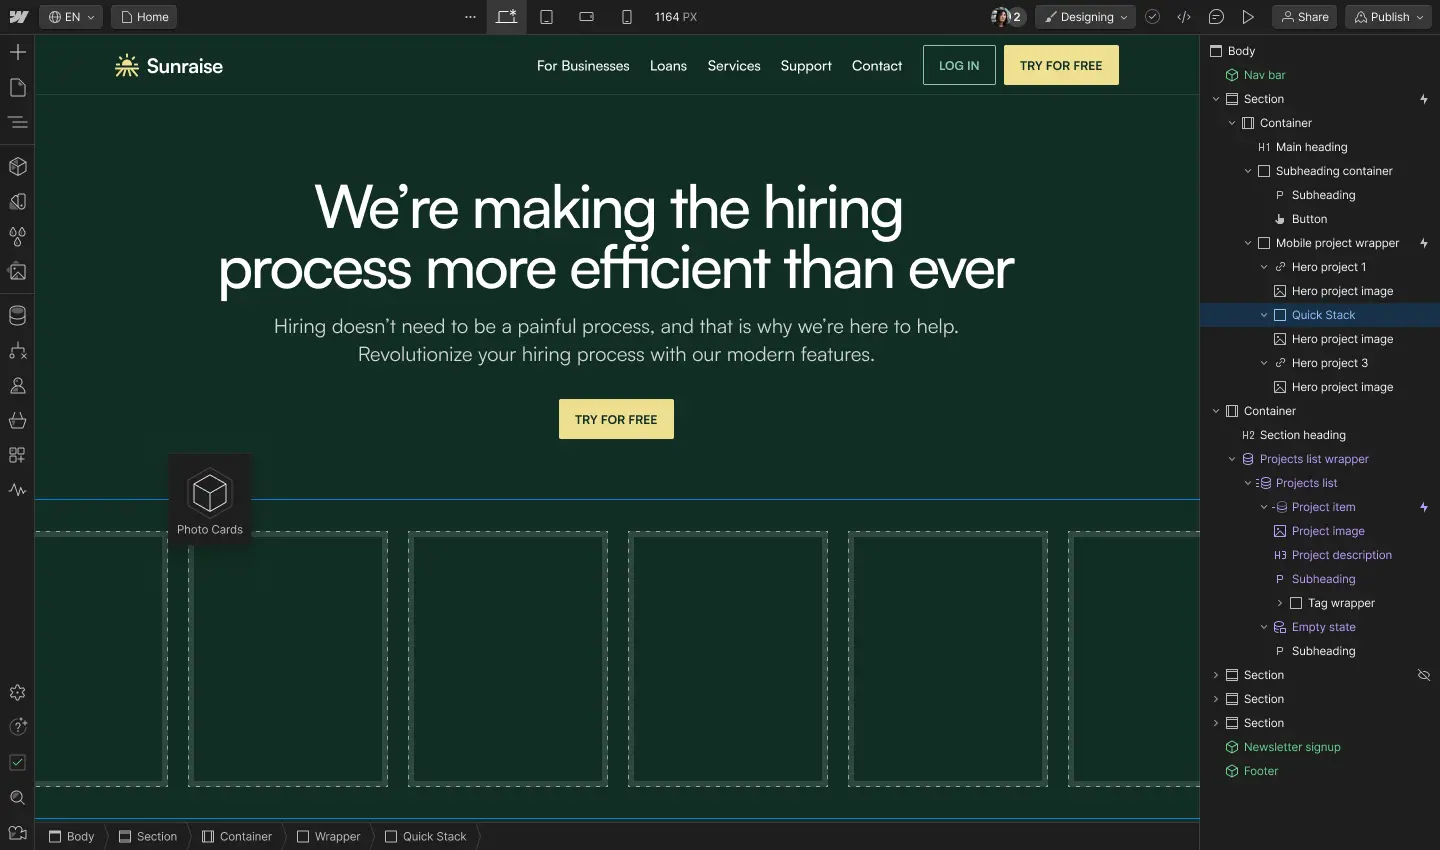 EN
Home
1164 PX
2
Designing
Share
Publish
Sunraise
For Businesses
Loans
Services
Support
Contact
LOG IN
TRY FOR FREE
We’re making the hiring
process more efficient than ever
Hiring doesn’t need to be a painful process, and that is why we’re here to help.
Revolutionize your hiring process with our modern features.
TRY FOR FREE
Photo Cards
Body
Section
Container
Wrapper
Quick Stack
Body
Nav bar
Section
Container
H1 Main heading
Subheading container
P Subheading
Button
Mobile project wrapper
Hero project 1
Hero project image
Quick Stack
Hero project image
Hero project 3
Hero project image
Container
H2 Section heading
Projects list wrapper
Projects list
Project item
Project image
H3 Project description
P Subheading
Tag wrapper
Empty state
P Subheading
Section
Section
Section
Newsletter signup
Footer